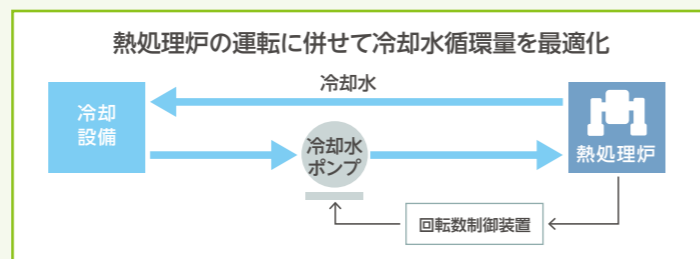 熱処理炉の運転に併せて冷却水循環量を最適化
冷却水
冷却
設備
冷却水
ポンプ
熱処理炉
回転数制御装置